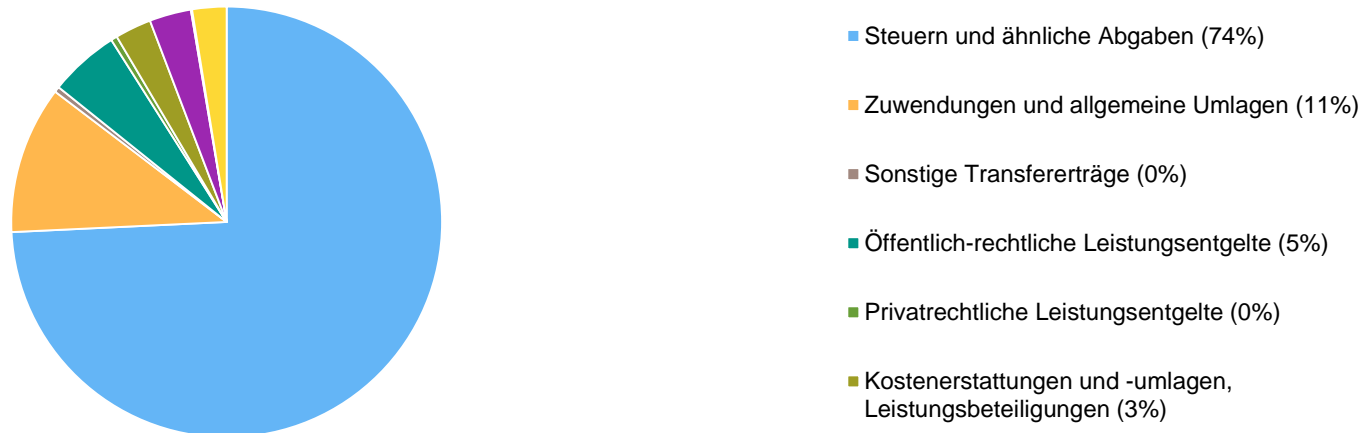 Steuern und ähnliche Abgaben (74%)
Zuwendungen und allgemeine Umlagen (11%)
Sonstige Transfererträge (0%)
Öffentlich-rechtliche Leistungsentgelte (5%)
Privatrechtliche Leistungsentgelte (0%)
Kostenerstattungen und -umlagen,
Leistungsbeteiligungen (3%)